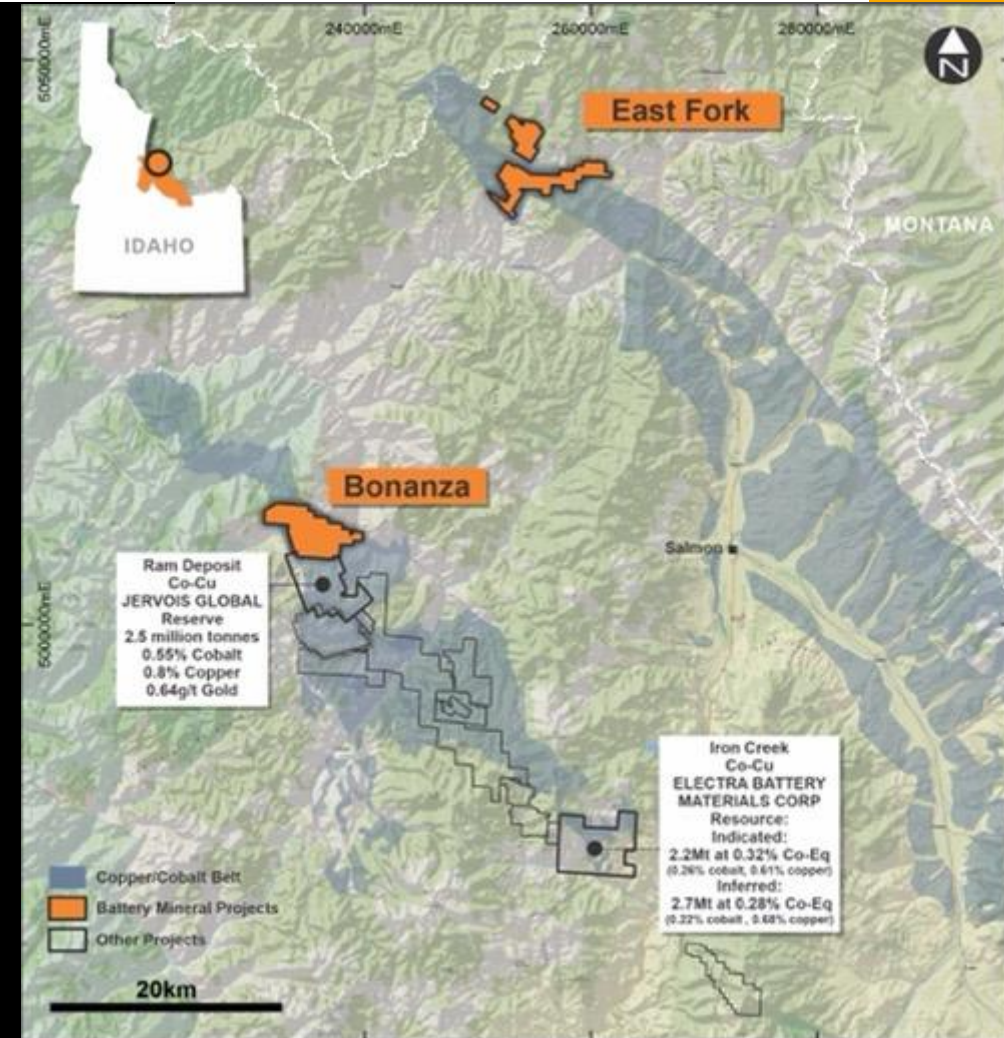 240000mE
260000mE
280000mE
5050000mE
N
East Fork
IDAHO
MONTANA
Bonanza
Salmon
Ram Deposit
Co-Cu
JERVOIS GLOBAL
Reserve
2.5 million tonnes
0.55% Cobalt
0.8% Copper
0.64g/t Gold
5000000mE
Iron Creek
Co-Cu
ELECTRA BATTERY
MATERIALS CORP
Resource:
Indicated:
2.2Mt at 0.32% Co-Eq
(0.26% cobalt, 0.61% copper)
Inferred:
2.7Mt at 0.28% Co-Eq
(0.22% cobalt , 0.68% copper)
Copper/Cobalt Belt
Battery Mineral Projects
Other Projects
20km